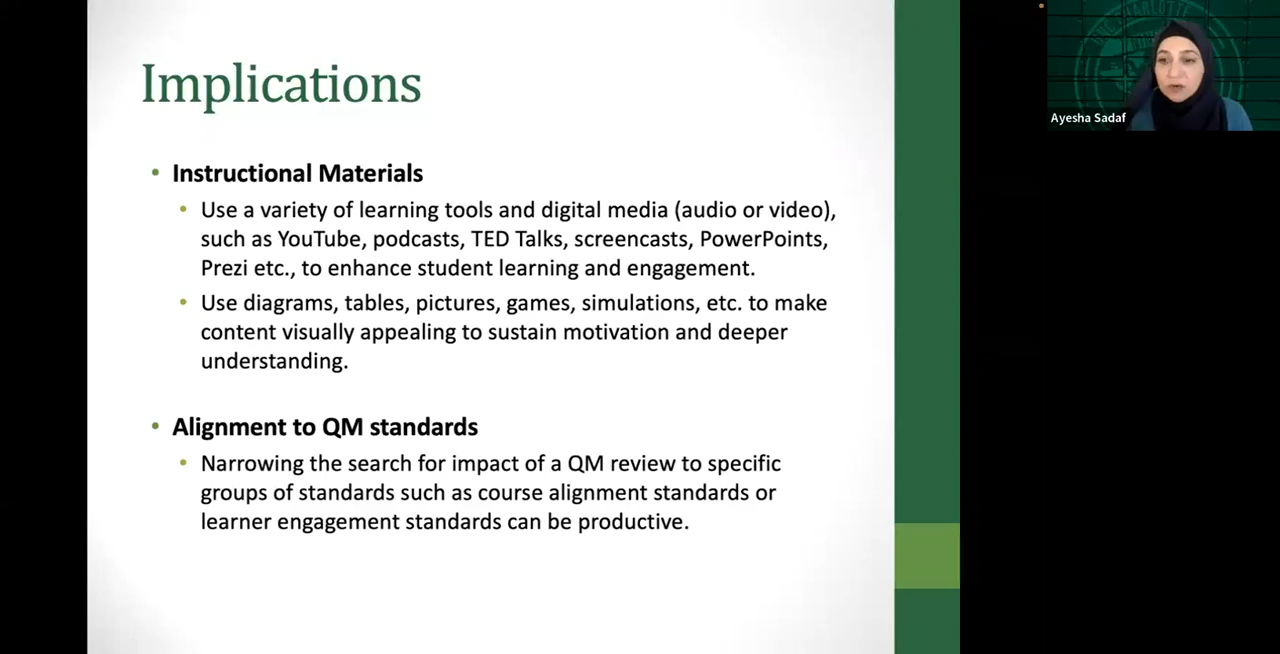 Implications
• Instructional Materials
• Use a variety of learning tools and digital media (audio or video),
such as YouTube, podcasts, TED Talks, screencasts, PowerPoints,
Prezi etc., to enhance student learning and engagement.
• Use diagrams, tables, pictures, games, simulations, etc. to make
content visually appealing to sustain motivation and deeper
understanding.
• Alignment to QM standards
• Narrowing the search for impact of a QM review to specific
groups of standards such as course alignment standards or
learner engagement standards can be productive.
Ayesha Sadaf